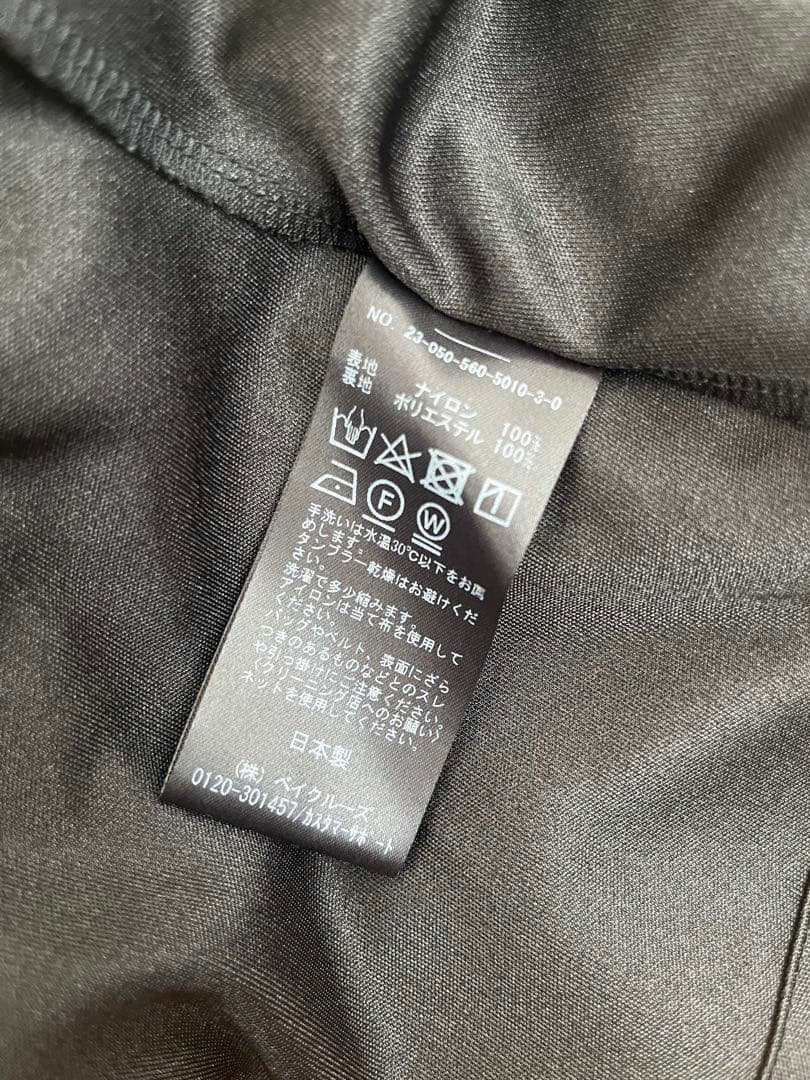 NO. 23-050-560-5010-3-0
表地 ナイロン 100%
裏地 ポリエステル 100%
F W
手洗いは水温30℃以下をお薦
めします。
タンブラー乾燥はお避けくだ
さい。
洗濯で多少縮みます。
アイロンは当て布を使用して
ください。
バッグやベルト、表面にざら
つきのあるものなどとのスレ
や引っ掛けにご注意ください。
〈クリーニング店へのお願い〉
ネットを使用してください。
日本製
(株) ベイクルーズ
0120-301457/カスタマーサポート